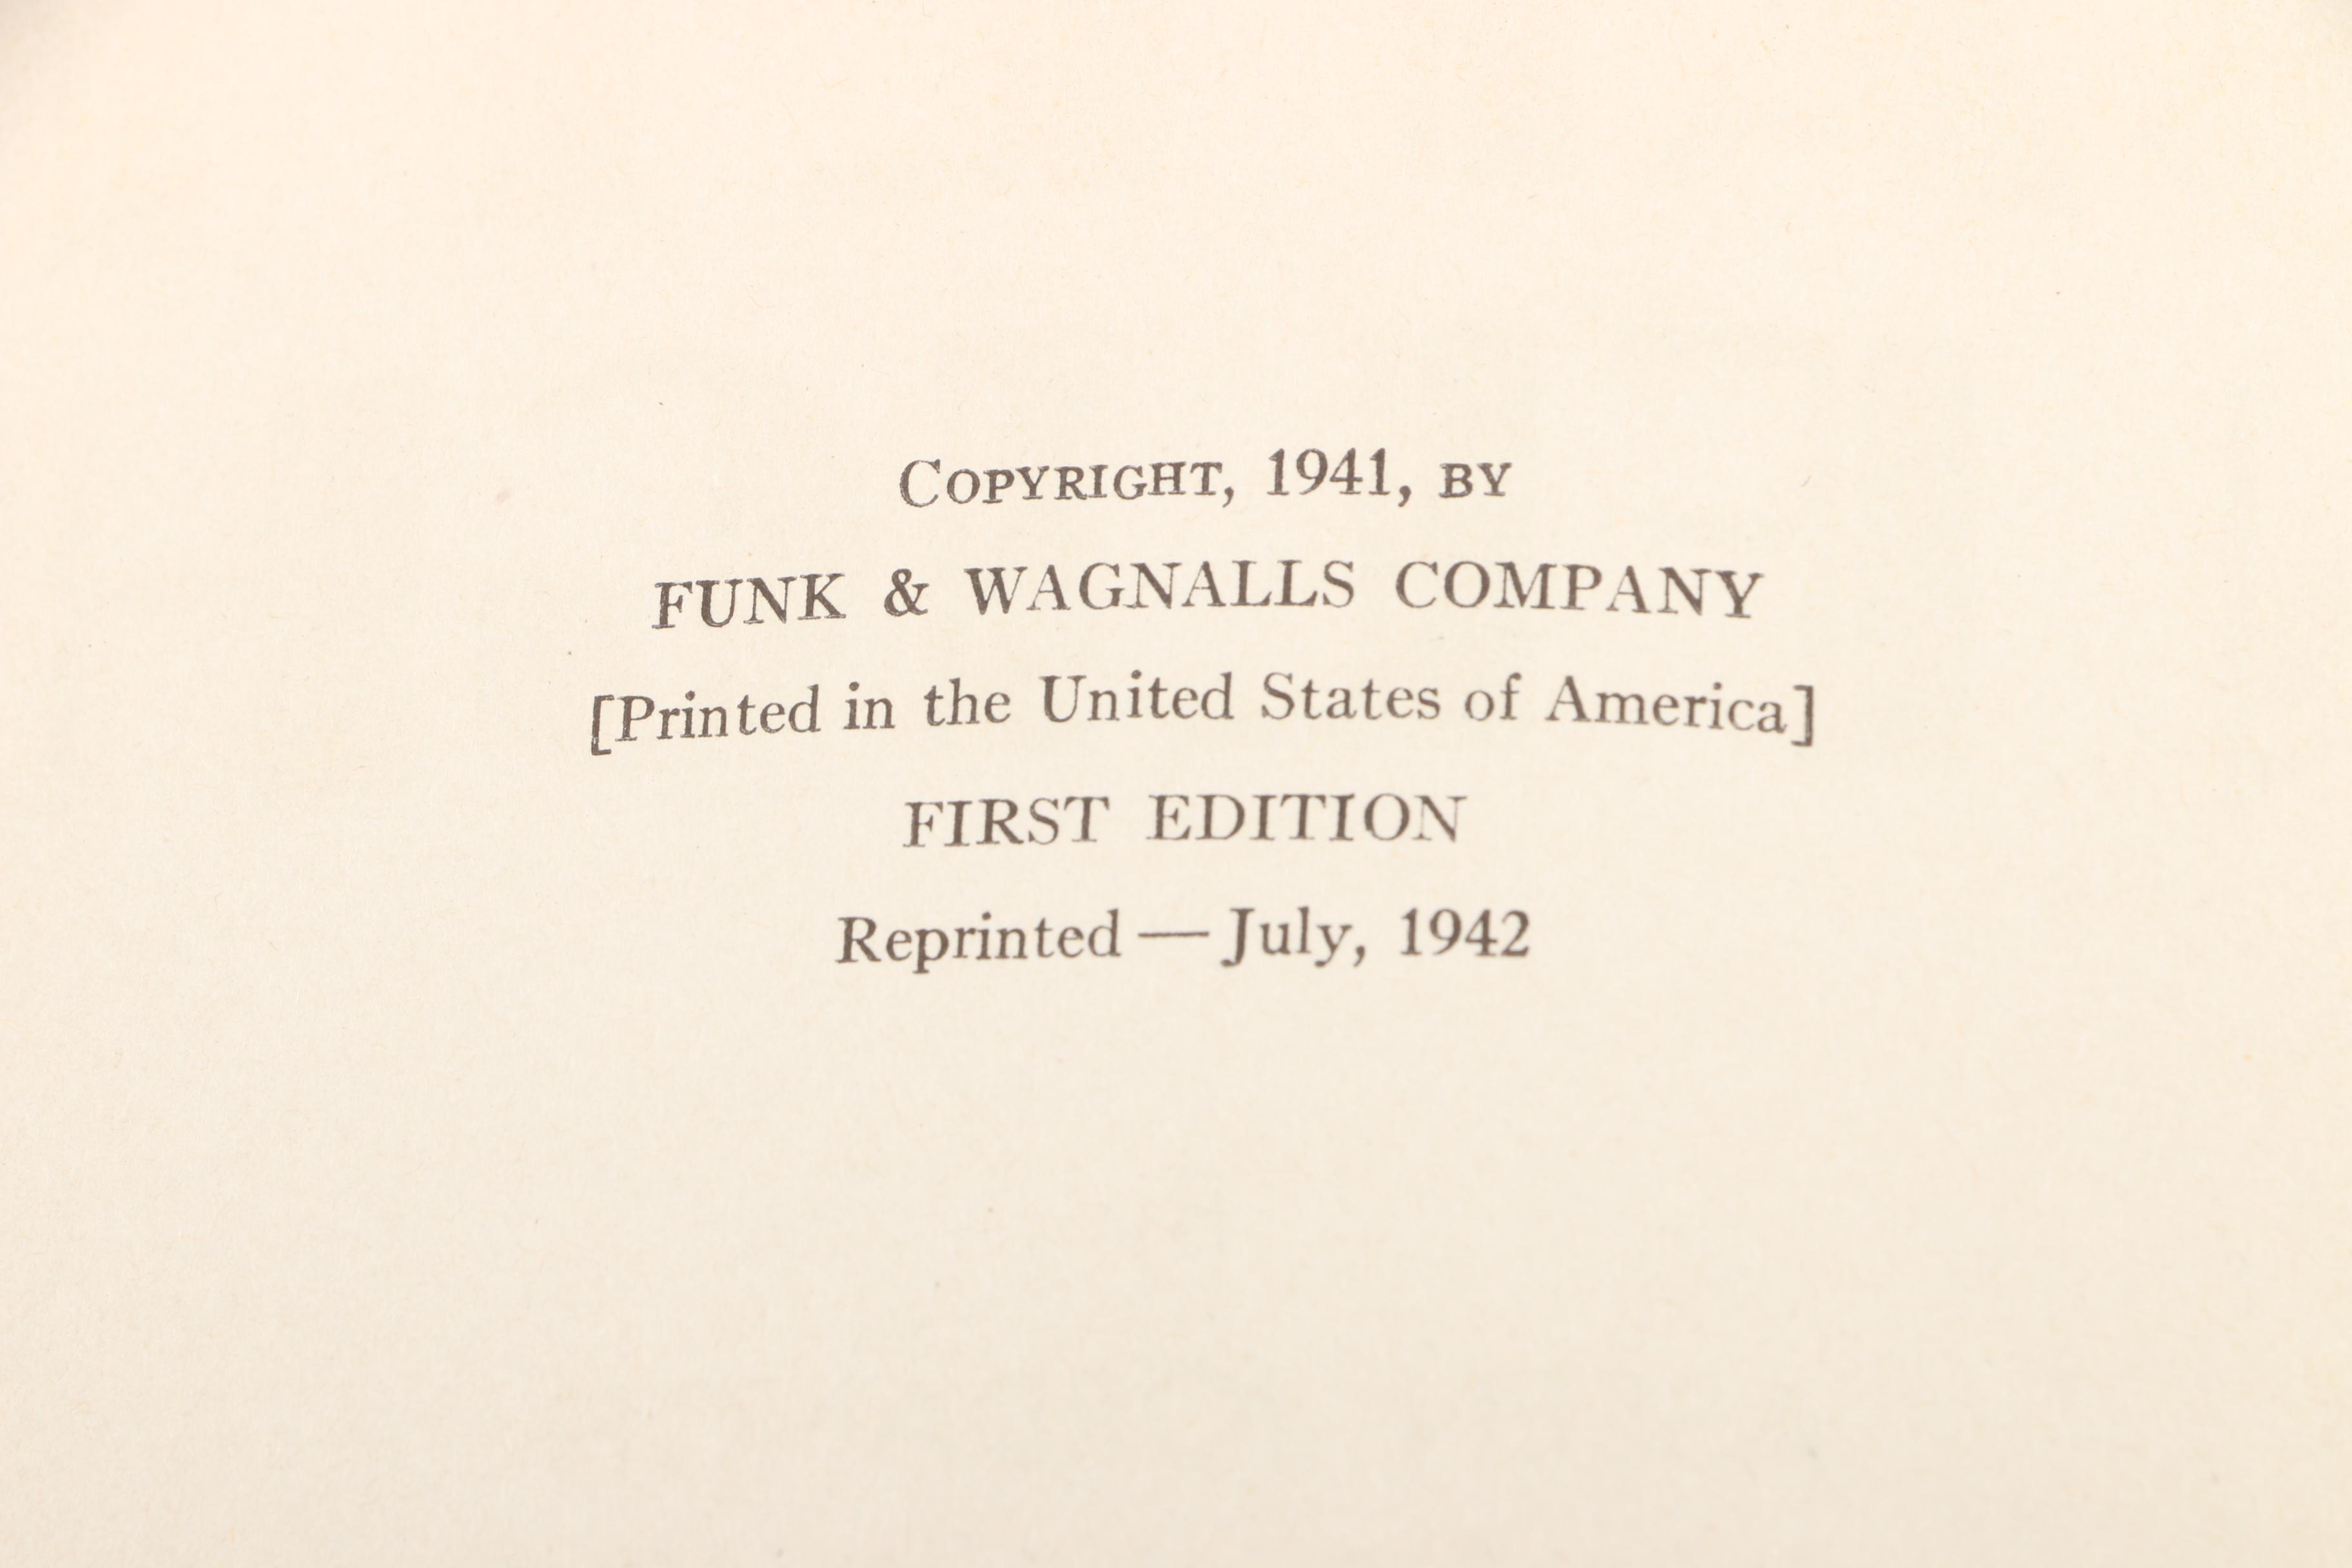 Copyright, 1941, by
FUNK & WAGNALLS COMPANY
[Printed in the United States of America]
FIRST EDITION
Reprinted — July, 1942